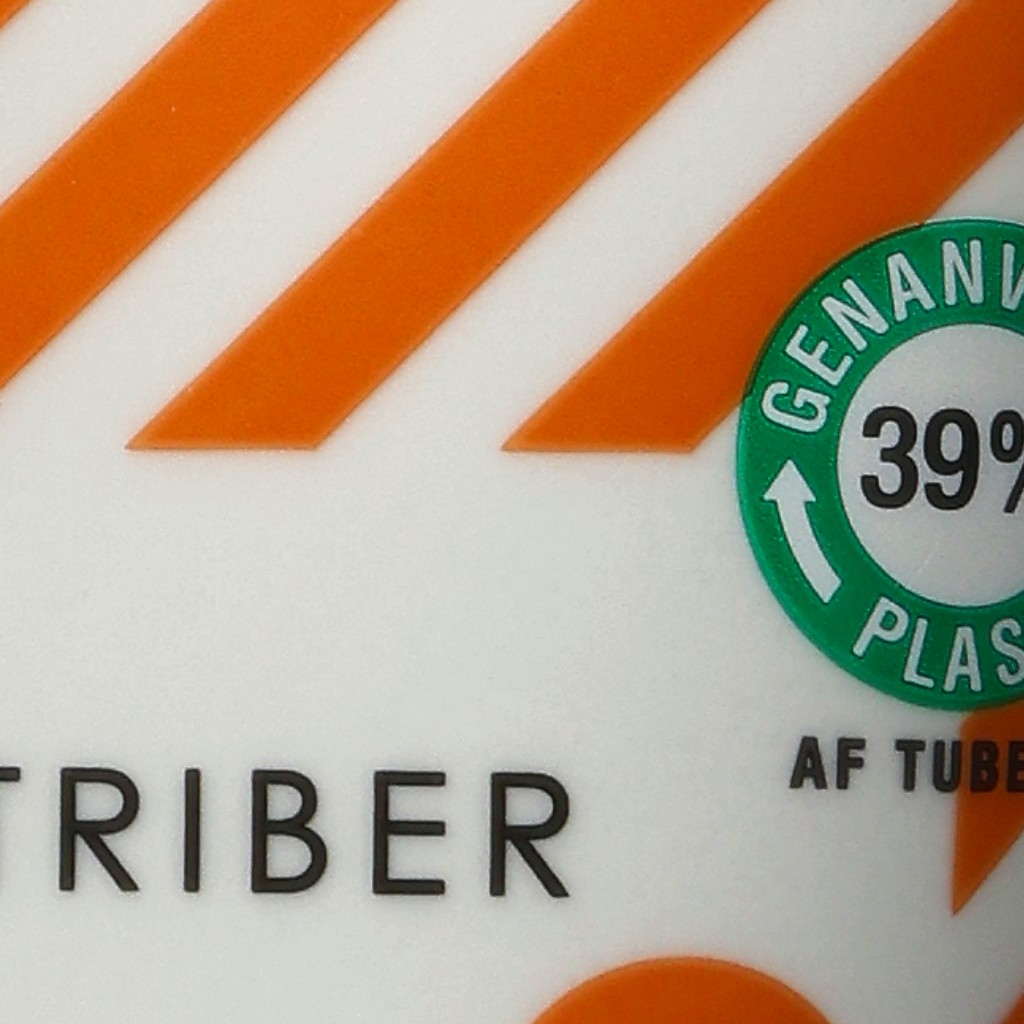 GENANV
39%
PLAS
AF TUBE
TRIBER